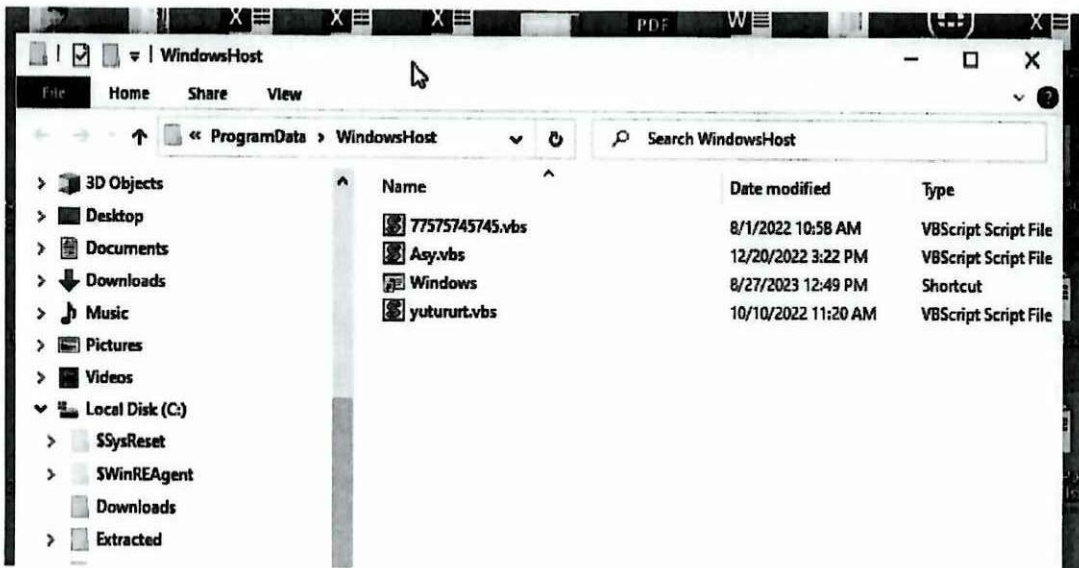 PDF W
X X X X
WindowsHost
File Home Share View
« ProgramData > WindowsHost Search WindowsHost
3D Objects
Desktop
Documents
Downloads
Music
Pictures
Videos
Local Disk (C:)
$SysReset
$WinREAgent
Downloads
Extracted
Name Date modified Type
77575745745.vbs 8/1/2022 10:58 AM VBScript Script File
Asy.vbs 12/20/2022 3:22 PM VBScript Script File
Windows 8/27/2023 12:49 PM Shortcut
yutururt.vbs 10/10/2022 11:20 AM VBScript Script File